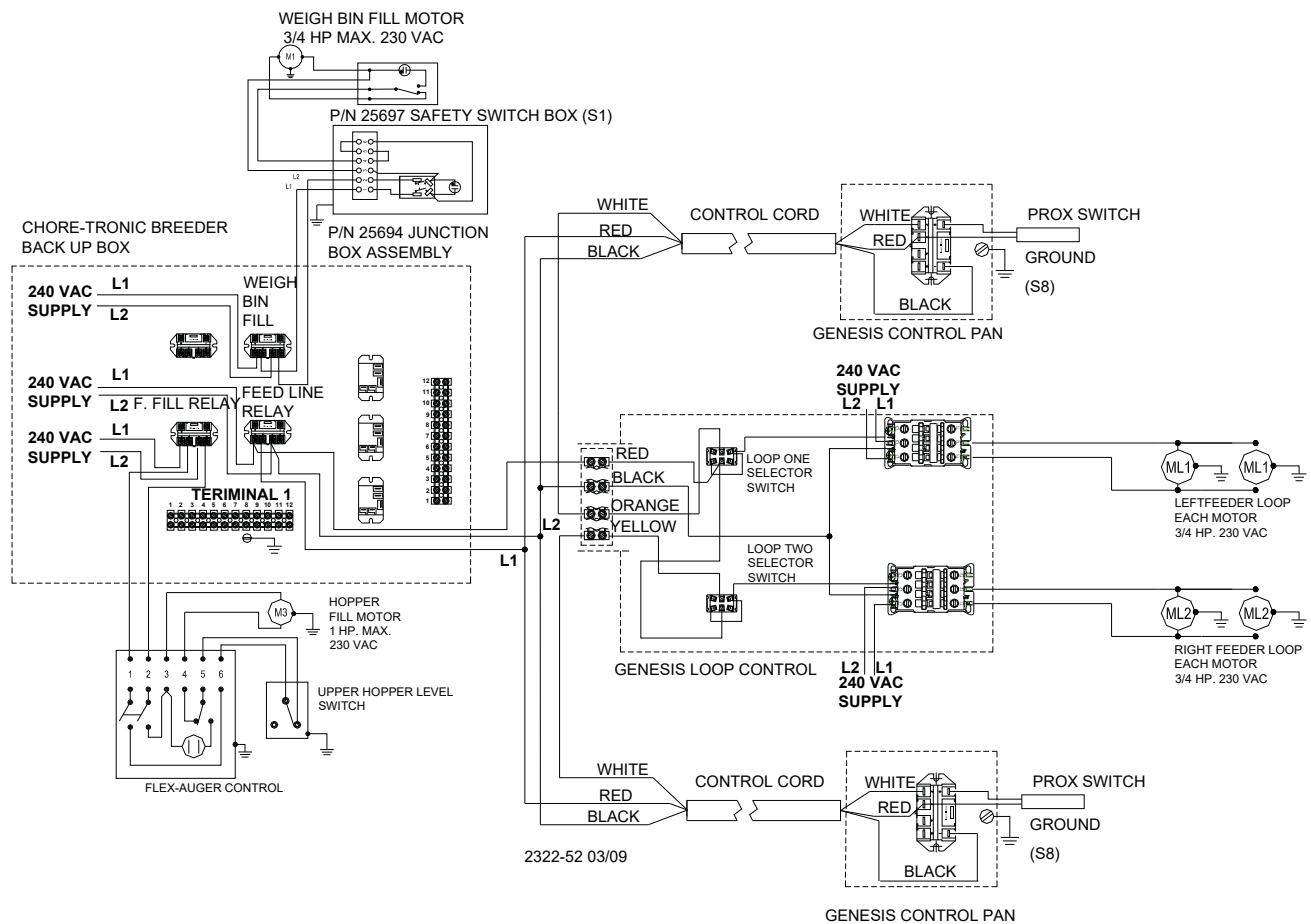 WEIGH BIN FILL MOTOR
3/4 HP MAX. 230 VAC
M1
P/N 25697 SAFETY SWITCH BOX (S1)
L2
L1
P/N 25694 JUNCTION
BOX ASSEMBLY
CHORE-TRONIC BREEDER
BACK UP BOX
240 VAC
SUPPLY
L1
L2
WEIGH
BIN
FILL
240 VAC
SUPPLY
L1
L2
F. FILL RELAY
FEED LINE
RELAY
240 VAC
SUPPLY
L1
L2
TERIMINAL 1
1 2 3 4 5 6 7 8 9 10 11 12
12
11
10
9
8
7
6
5
4
3
2
1
L2
L1
HOPPER
FILL MOTOR
1 HP. MAX.
230 VAC
M3
1 2 3 4 5 6
UPPER HOPPER LEVEL
SWITCH
FLEX-AUGER CONTROL
WHITE
RED
BLACK
CONTROL CORD
WHITE
RED
BLACK
PROX SWITCH
GROUND
(S8)
GENESIS CONTROL PAN
240 VAC
SUPPLY
L2 L1
RED
BLACK
ORANGE
YELLOW
LOOP ONE
SELECTOR
SWITCH
LOOP TWO
SELECTOR
SWITCH
GENESIS LOOP CONTROL
L2 L1
240 VAC
SUPPLY
ML1
ML1
LEFTFEEDER LOOP
EACH MOTOR
3/4 HP. 230 VAC
ML2
ML2
RIGHT FEEDER LOOP
EACH MOTOR
3/4 HP. 230 VAC
WHITE
RED
BLACK
CONTROL CORD
WHITE
RED
BLACK
PROX SWITCH
GROUND
(S8)
2322-52 03/09
GENESIS CONTROL PAN